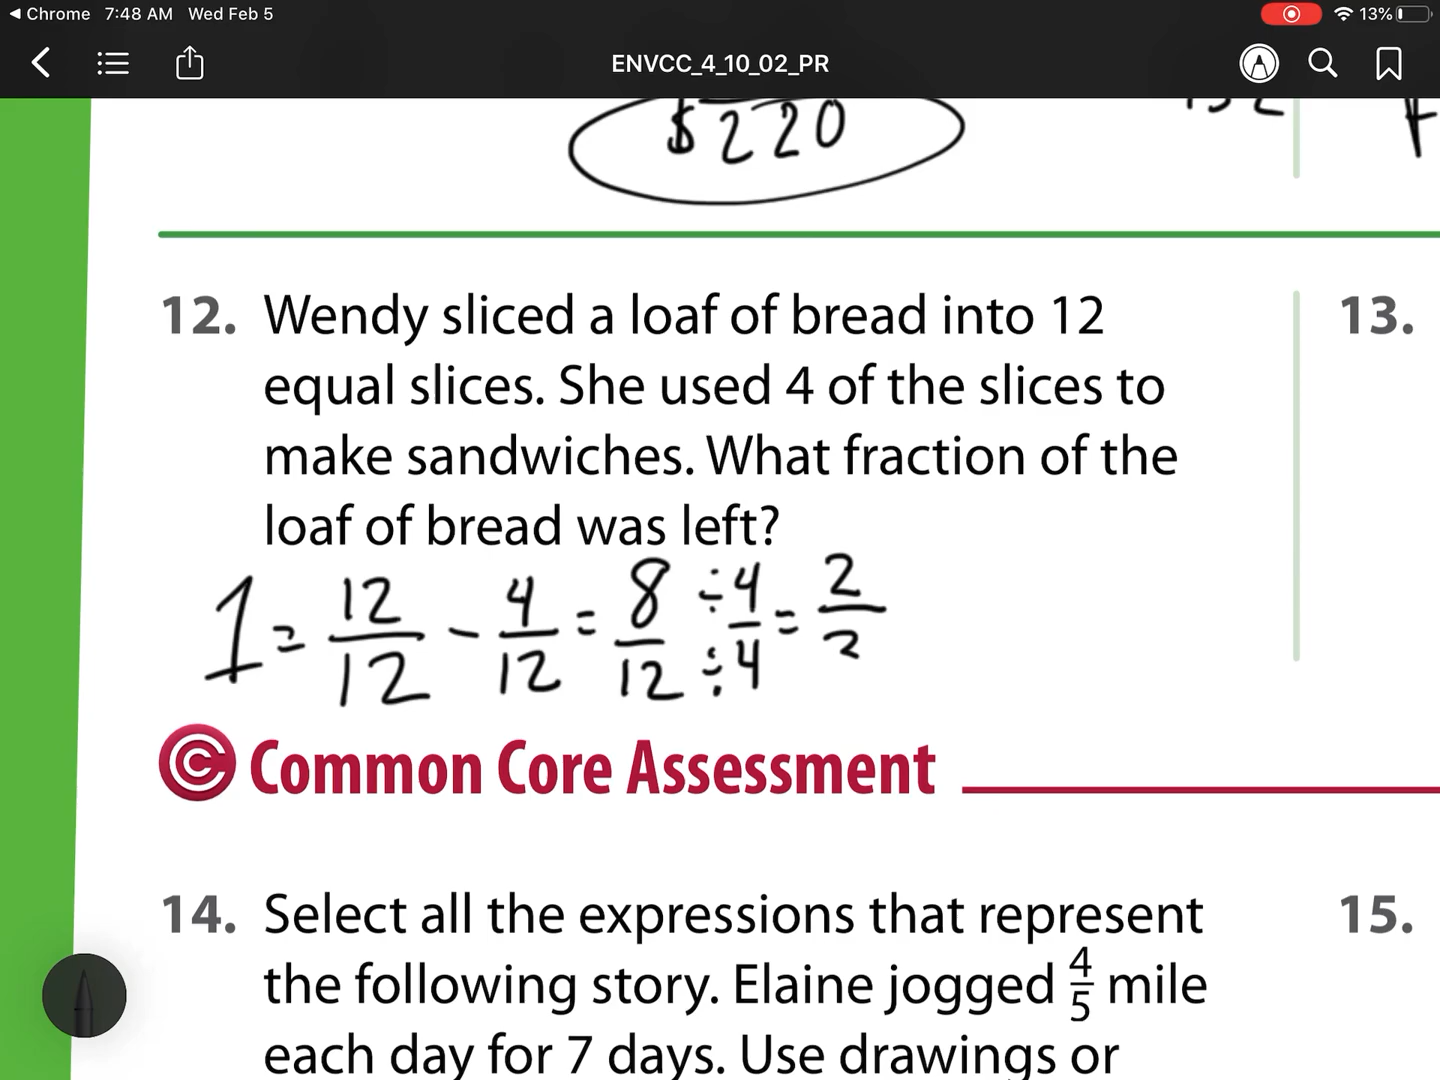 Chrome 7:48 AM Wed Feb 5 13%
ENVCC_4_10_02_PR
$220
12. Wendy sliced a loaf of bread into 12
equal slices. She used 4 of the slices to
make sandwiches. What fraction of the
loaf of bread was left?
1 = 12/12 - 4/12 = 8/12 ÷4/÷4 = 2/2
13.
© Common Core Assessment
14. Select all the expressions that represent
the following story. Elaine jogged 4/5 mile
each day for 7 days. Use drawings or
15.